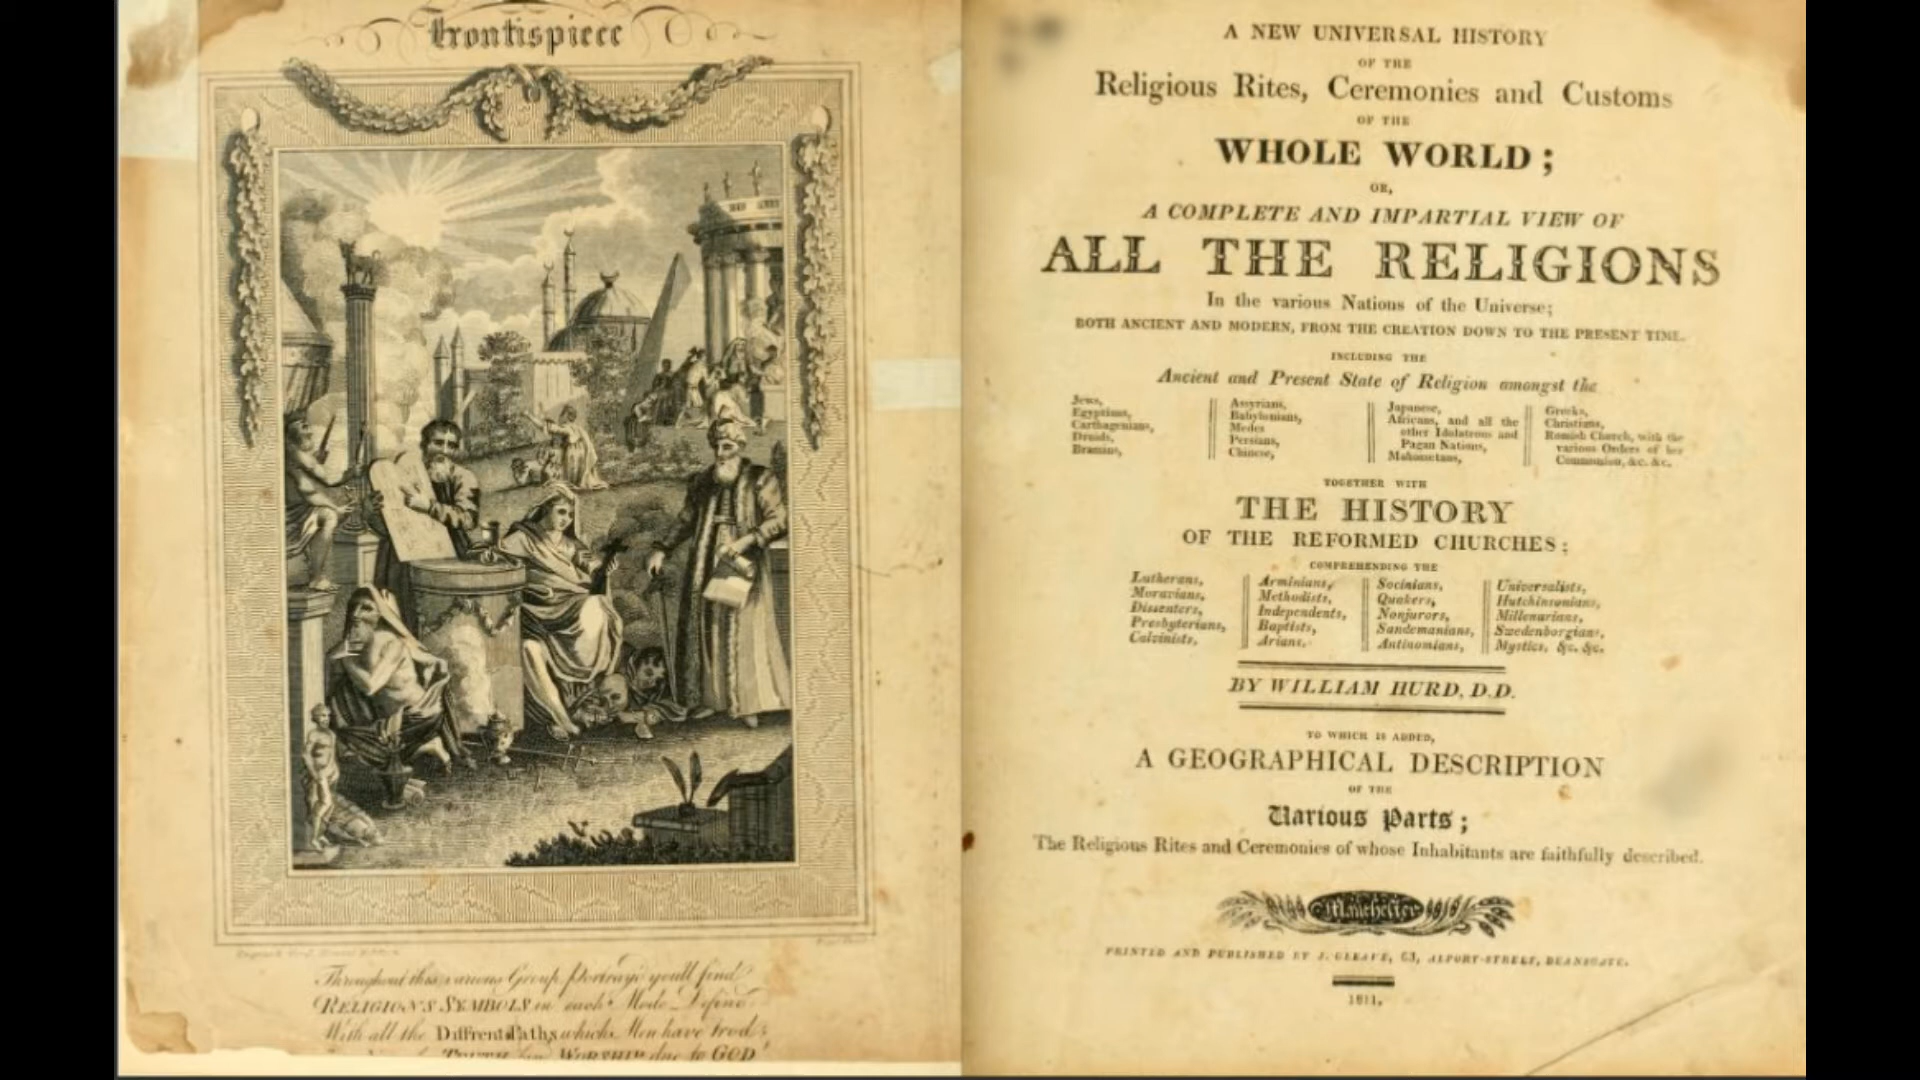 Frontispiece
Throughout this various Group Portray'd you'll find
RELIGION'S SYMBOLS in each Mode Define
With all the Diffrent Paths which Men have trod;
TRUTH WORSHIP due to GOD
A NEW UNIVERSAL HISTORY
OF THE
Religious Rites, Ceremonies and Customs
OF THE
WHOLE WORLD;
OR,
A COMPLETE AND IMPARTIAL VIEW OF
ALL THE RELIGIONS
In the various Nations of the Universe;
BOTH ANCIENT AND MODERN, FROM THE CREATION DOWN TO THE PRESENT TIME.
INCLUDING THE
Ancient and Present State of Religion amongst the
Jews,
Egyptians,
Carthagenians,
Druids,
Bramins,
Assyrians,
Babylonians,
Medes
Persians,
Chinese,
Japanese,
Africans, and all the
other Idolatrous and
Pagan Nations,
Mahometans,
Greeks,
Christians,
Romish Church, with the
various Orders of her
Communion, &c. &c.
TOGETHER WITH
THE HISTORY
OF THE REFORMED CHURCHES;
COMPREHENDING THE
Lutherans,
Moravians,
Dissenters,
Presbyterians,
Calvinists,
Arminians,
Methodists,
Independents,
Baptists,
Arians.
Socinians,
Quakers,
Nonjurors,
Sandemanians,
Antinomians,
Universalists,
Hutchinsonians,
Millenarians,
Swedenborgians,
Mystics, &c. &c.
BY WILLIAM HURD, D.D.
TO WHICH IS ADDED,
A GEOGRAPHICAL DESCRIPTION
OF THE
Various Parts;
The Religious Rites and Ceremonies of whose Inhabitants are faithfully described.
Manchester
PRINTED AND PUBLISHED BY J. GLEAVE, 63, ALPORT-STREET, DEANSGATE.
1811.